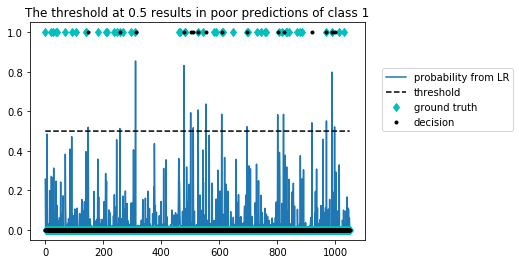 The threshold at 0.5 results in poor predictions of class 1
1.0
0.8
0.6
0.4
0.2
0.0
0 200 400 600 800 1000
probability from LR
threshold
ground truth
decision